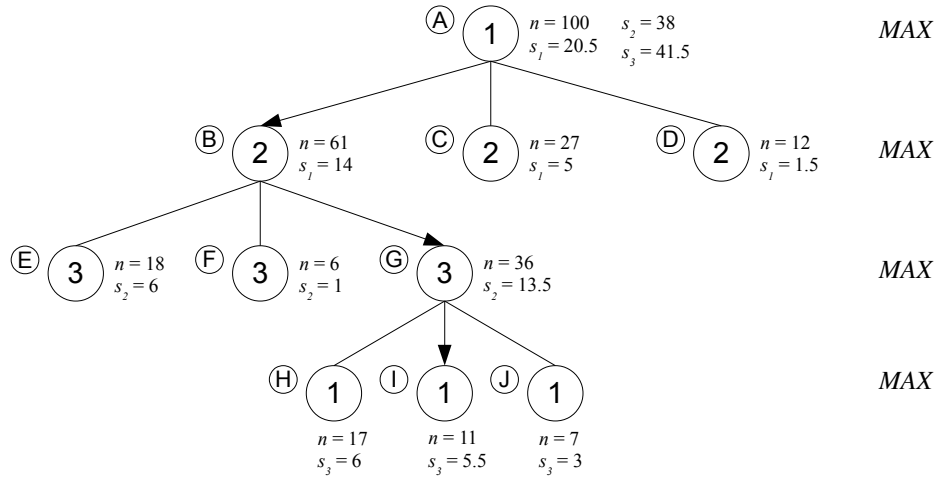 A 1 n = 100 s₂ = 38 MAX
s₁ = 20.5 s₃ = 41.5
B 2 n = 61 C 2 n = 27 D 2 n = 12 MAX
s₁ = 14 s₁ = 5 s₁ = 1.5
E 3 n = 18 F 3 n = 6 G 3 n = 36 MAX
s₂ = 6 s₂ = 1 s₂ = 13.5
H 1 I 1 J 1 MAX
n = 17 n = 11 n = 7
s₃ = 6 s₃ = 5.5 s₃ = 3